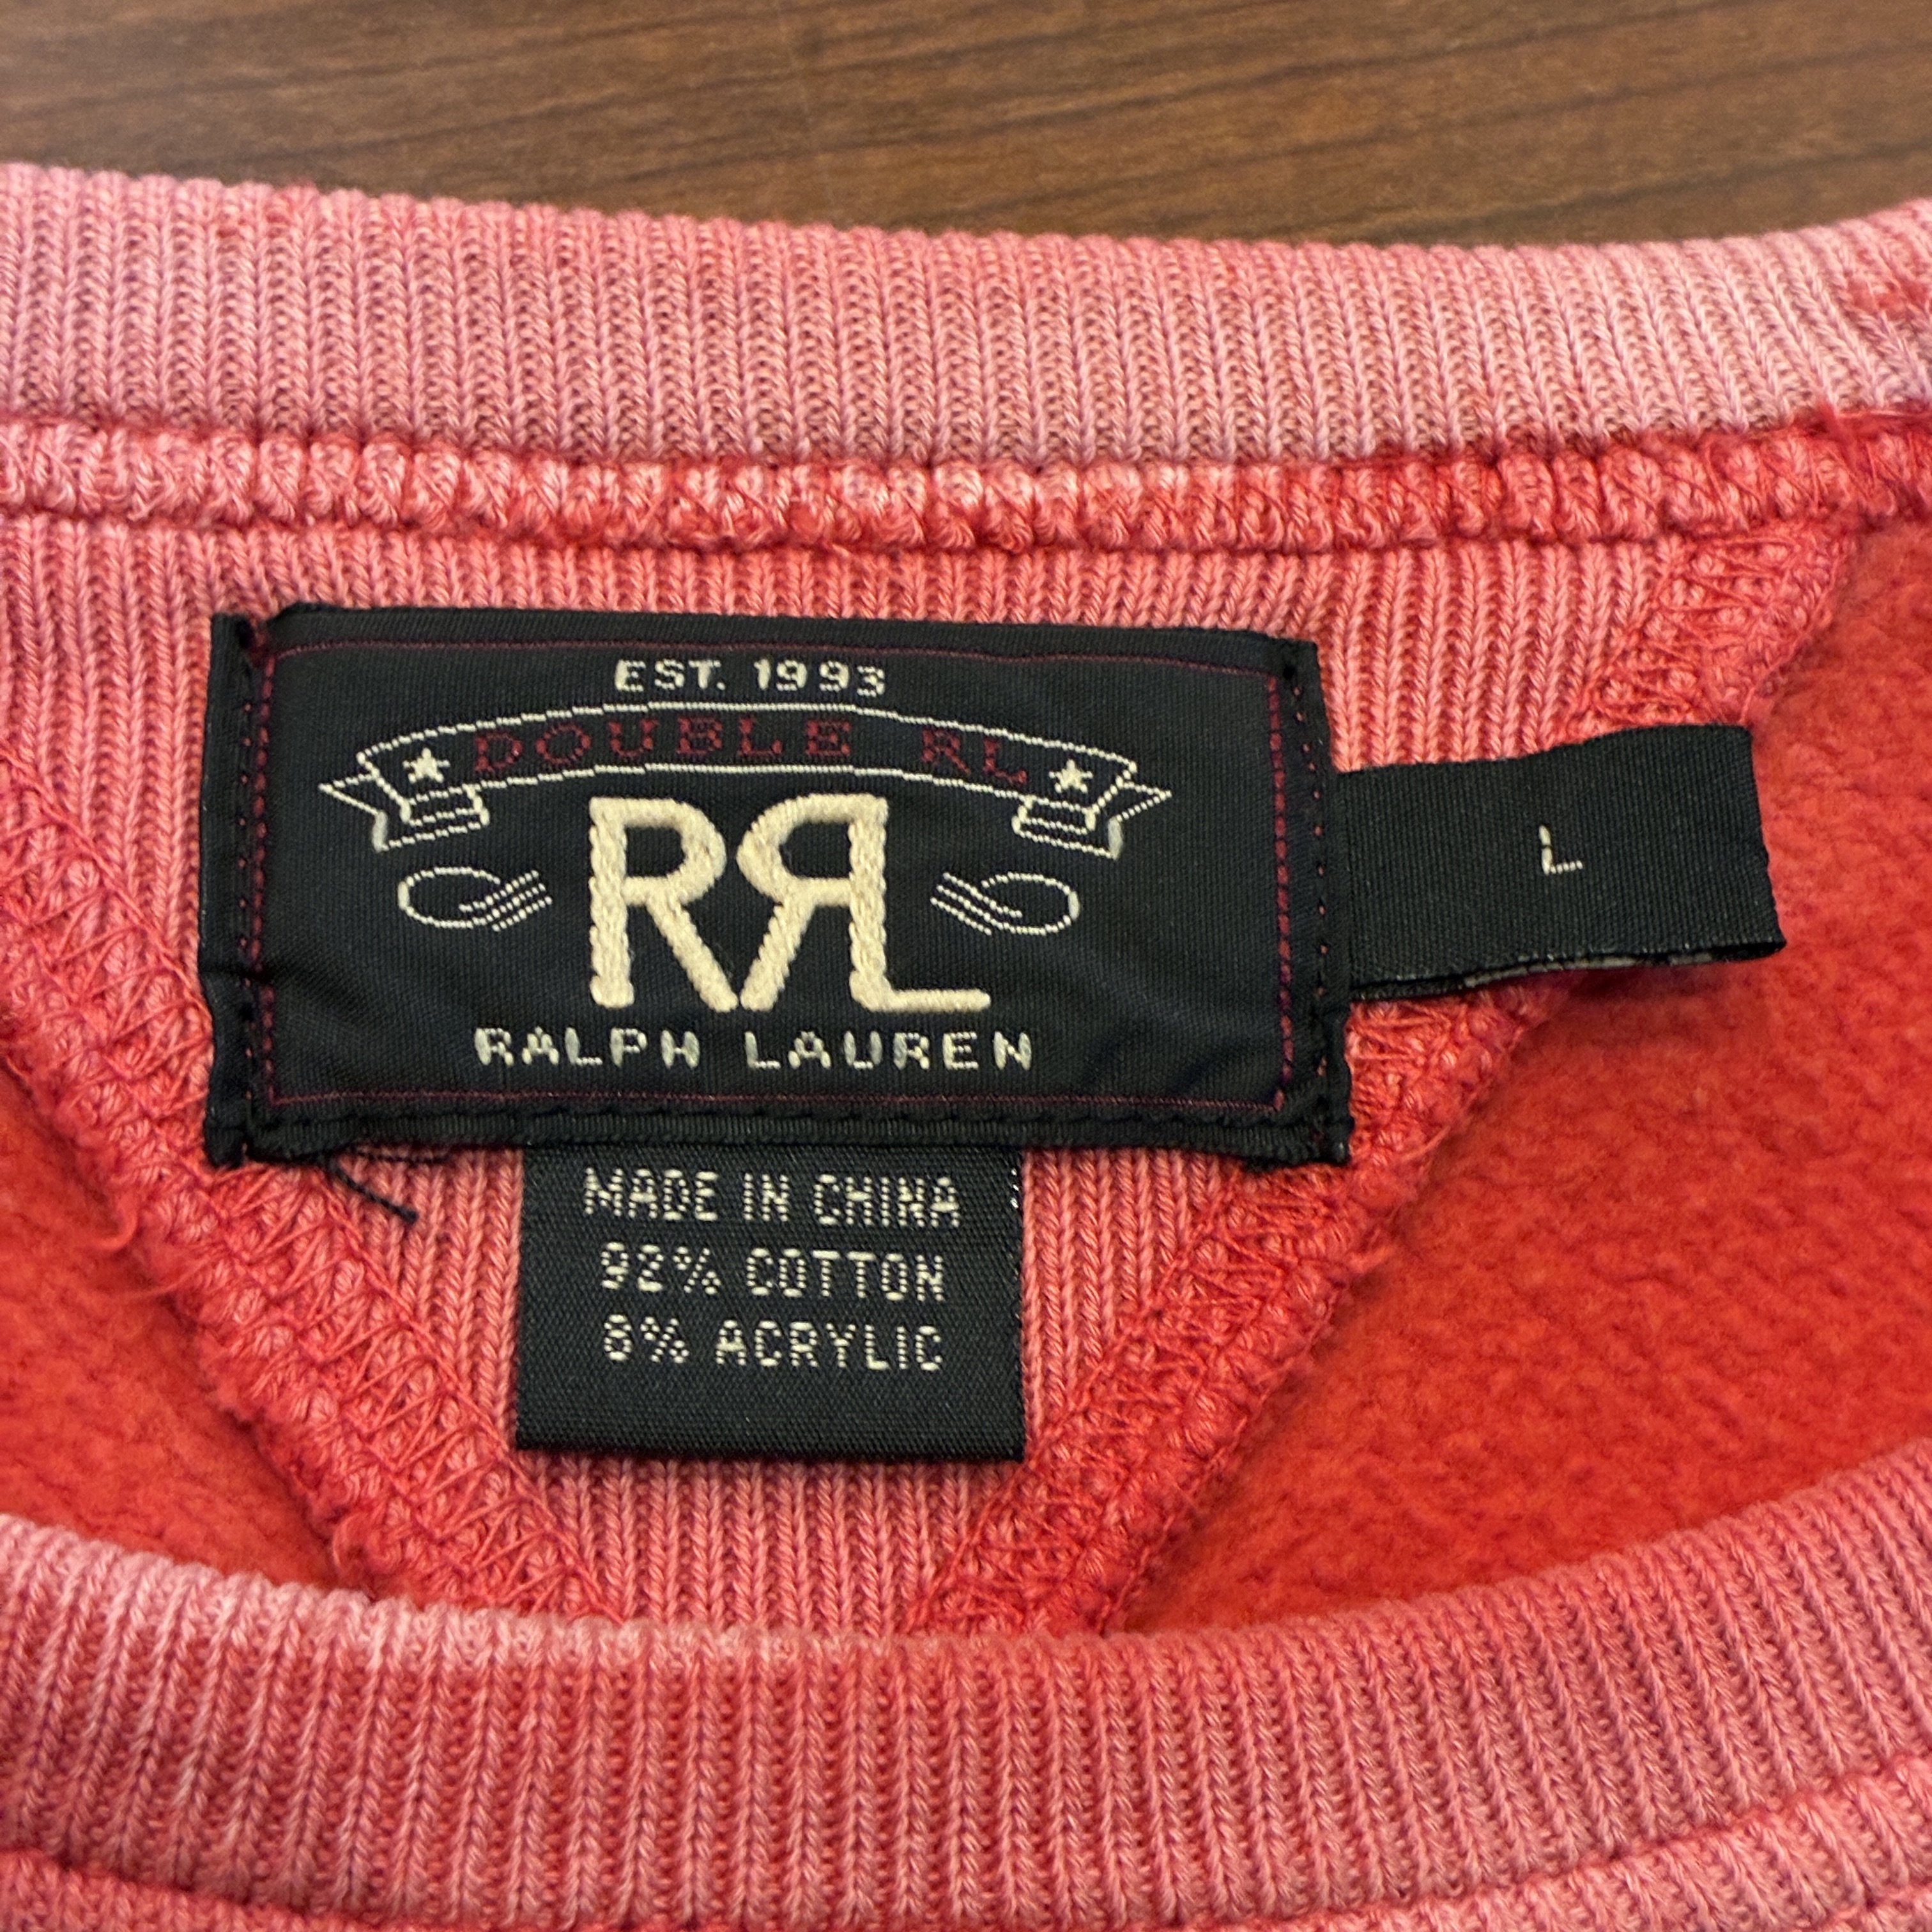 EST. 1993
DOUBLE RL
RRL
RALPH LAUREN
L
MADE IN CHINA
92% COTTON
8% ACRYLIC